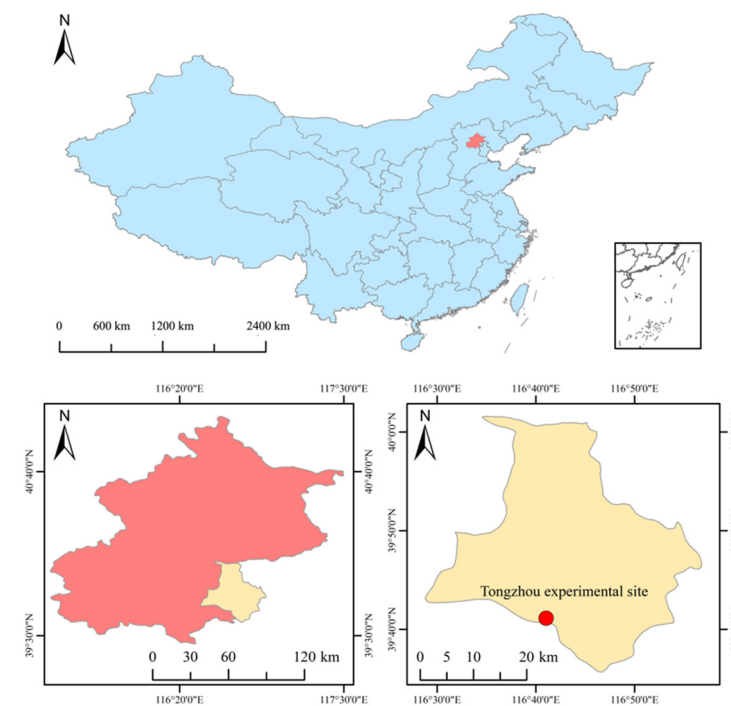 N
0 600 km 1200 km 2400 km
116°20'0"E 117°30'0"E
116°30'0"E 116°40'0"E 116°50'0"E
N
N
40°40'0"N
40°40'0"N
40°0'0"N
39°50'0"N
Tongzhou experimental site
39°30'0"N
39°30'0"N
39°40'0"N
0 30 60 120 km
0 5 10 20 km
116°20'0"E 117°30'0"E
116°30'0"E 116°40'0"E 116°50'0"E